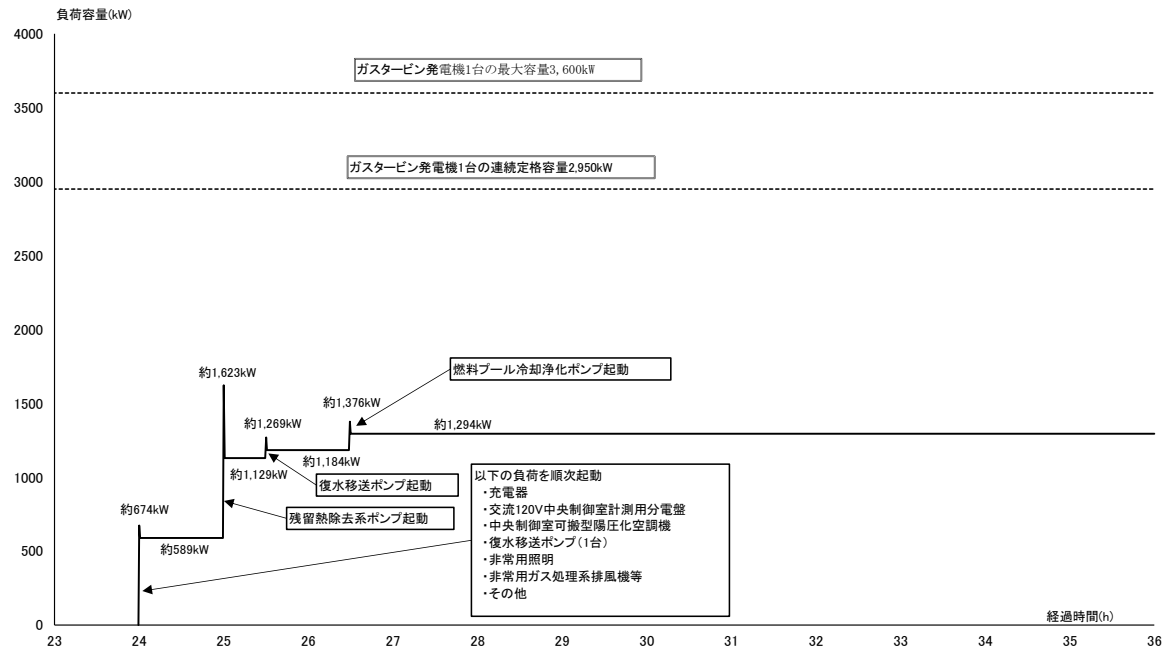 負荷容量(kW)
4000
ガスタービン発電機1台の最大容量3,600kW
3500
ガスタービン発電機1台の連続定格容量2,950kW
3000
2500
2000
燃料プール冷却浄化ポンプ起動
約1,623kW
1500
約1,376kW
約1,269kW
約1,294kW
約1,184kW
約1,129kW
1000
復水移送ポンプ起動
約674kW
残留熱除去系ポンプ起動
約589kW
500
以下の負荷を順次起動
・充電器
・交流120V中央制御室計測用分電盤
・中央制御室可搬型陽圧化空調機
・復水移送ポンプ(1台)
・非常用照明
・非常用ガス処理系排風機等
・その他
経過時間(h)
0
23 24 25 26 27 28 29 30 31 32 33 34 35 36